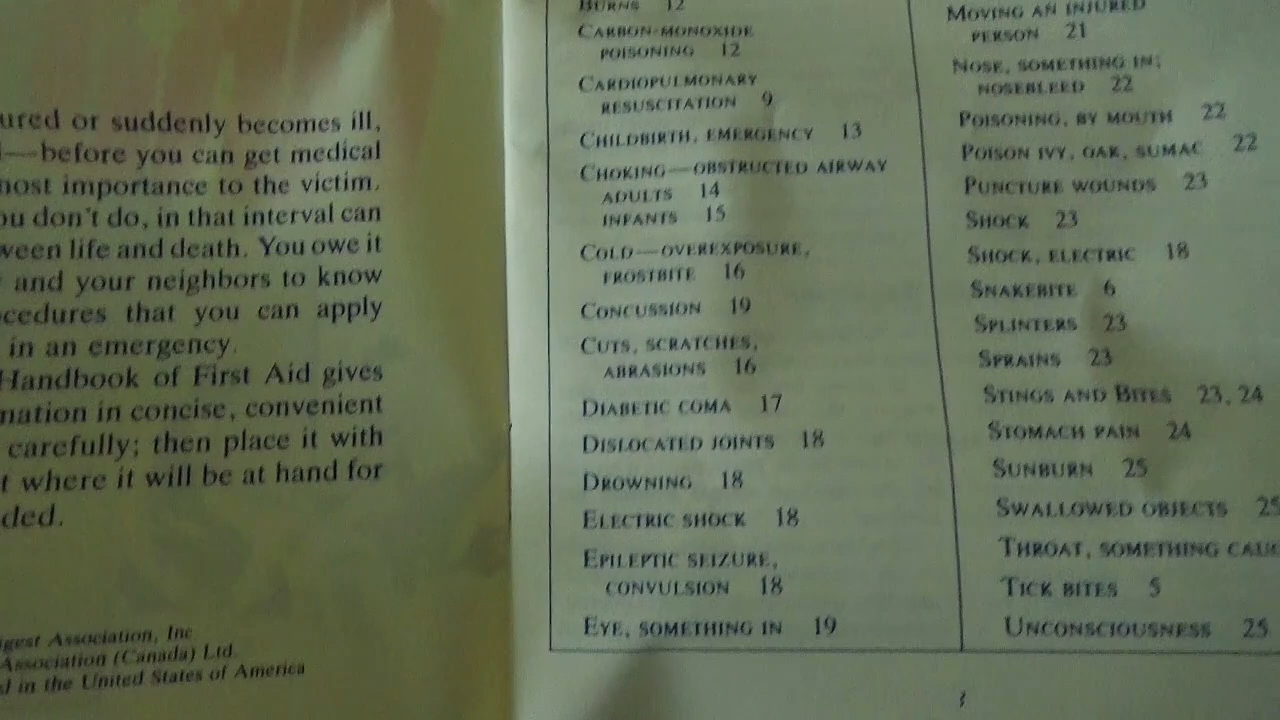 ured or suddenly becomes ill,
—before you can get medical
most importance to the victim.
ou don't do, in that interval can
ween life and death. You owe it
and your neighbors to know
cedures that you can apply
in an emergency.
Handbook of First Aid gives
mation in concise, convenient
carefully; then place it with
t where it will be at hand for
ded.
igest Association, Inc
Association (Canada) Ltd.
d in the United States of America
BURNS 12
CARBON-MONOXIDE
POISONING 12
CARDIOPULMONARY
RESUSCITATION 9
CHILDBIRTH, EMERGENCY 13
CHOKING—OBSTRUCTED AIRWAY
ADULTS 14
INFANTS 15
COLD—OVEREXPOSURE,
FROSTBITE 16
CONCUSSION 19
CUTS, SCRATCHES,
ABRASIONS 16
DIABETIC COMA 17
DISLOCATED JOINTS 18
DROWNING 18
ELECTRIC SHOCK 18
EPILEPTIC SEIZURE,
CONVULSION 18
EYE, SOMETHING IN 19
MOVING AN INJURED
PERSON 21
NOSE, SOMETHING IN;
NOSEBLEED 22
POISONING, BY MOUTH 22
POISON IVY, OAK, SUMAC 22
PUNCTURE WOUNDS 23
SHOCK 23
SHOCK, ELECTRIC 18
SNAKEBITE 6
SPLINTERS 23
SPRAINS 23
STINGS AND BITES 23, 24
STOMACH PAIN 24
SUNBURN 25
SWALLOWED OBJECTS 25
THROAT, SOMETHING CAUG
TICK BITES 5
UNCONSCIOUSNESS 25
3